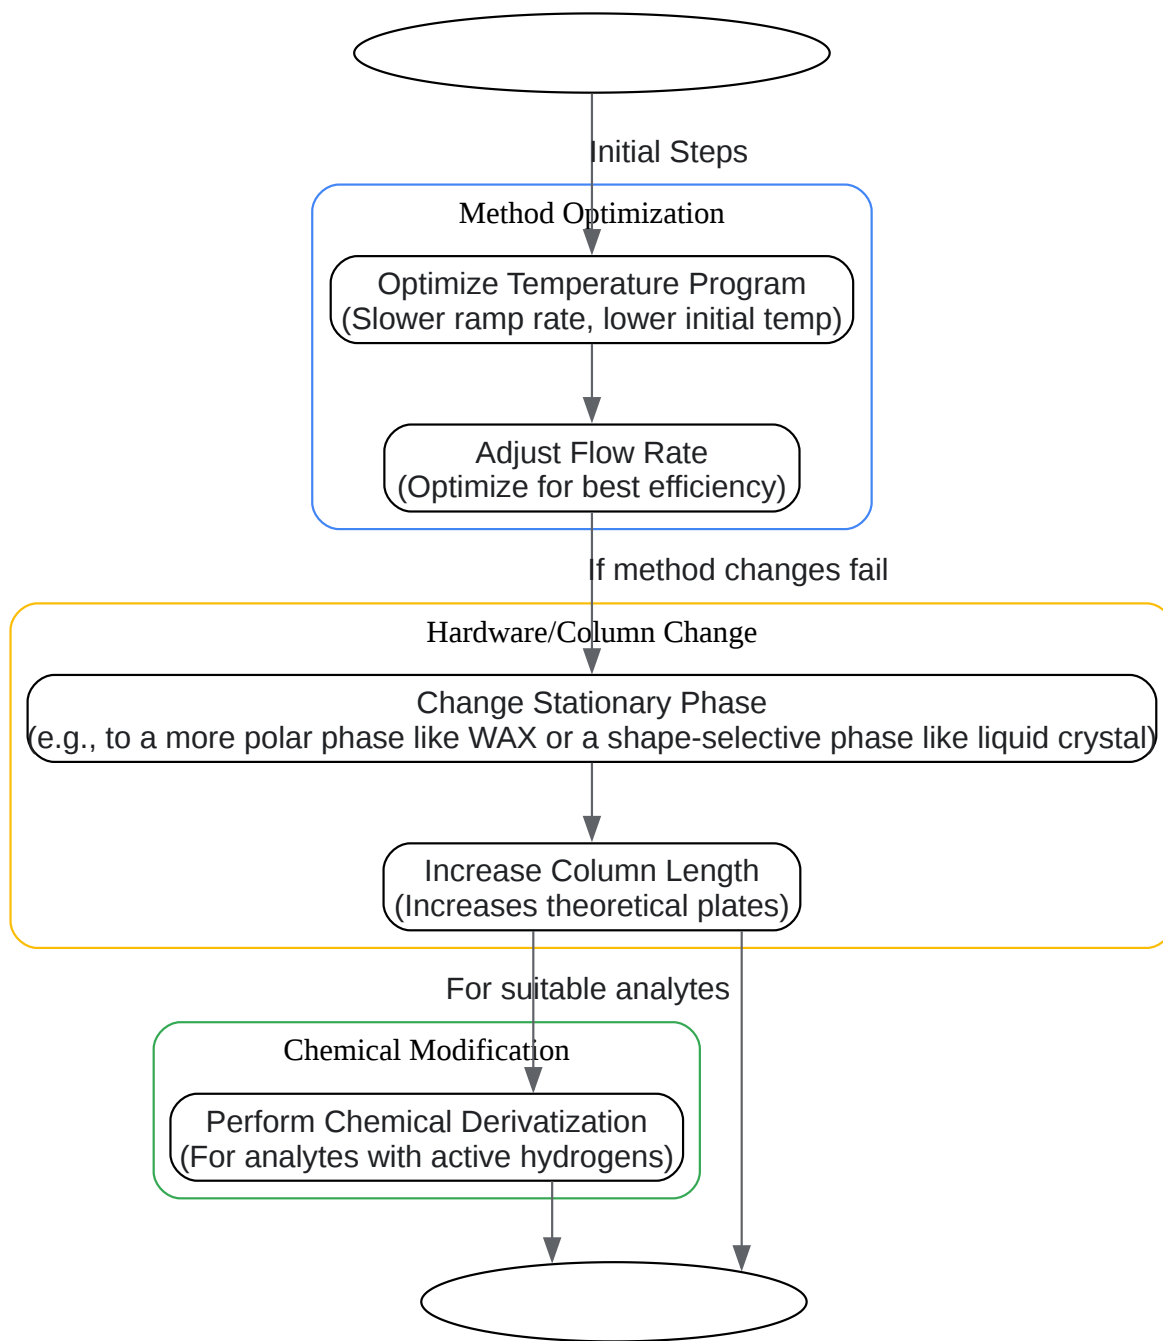 Initial Steps
Method Optimization
Optimize Temperature Program
(Slower ramp rate, lower initial temp)
Adjust Flow Rate
(Optimize for best efficiency)
If method changes fail
Hardware/Column Change
Change Stationary Phase
(e.g., to a more polar phase like WAX or a shape-selective phase like liquid crystal)
Increase Column Length
(Increases theoretical plates)
For suitable analytes
Chemical Modification
Perform Chemical Derivatization
(For analytes with active hydrogens)